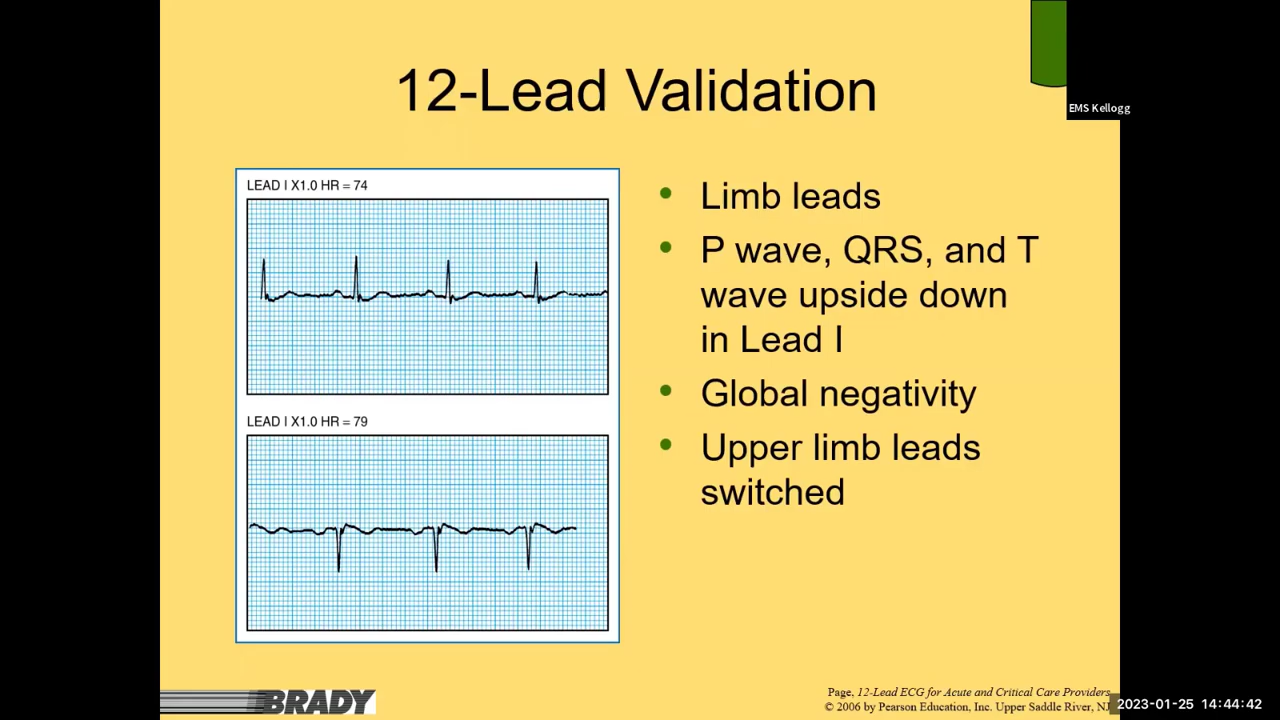 12-Lead Validation
EMS Kellogg
LEAD I X1.0 HR = 74
LEAD I X1.0 HR = 79
• Limb leads
• P wave, QRS, and T
wave upside down
in Lead I
• Global negativity
• Upper limb leads
switched
BRADY
Page, 12-Lead ECG for Acute and Critical Care Providers
© 2006 by Pearson Education, Inc. Upper Saddle River, NJ
2023-01-25 14:44:42